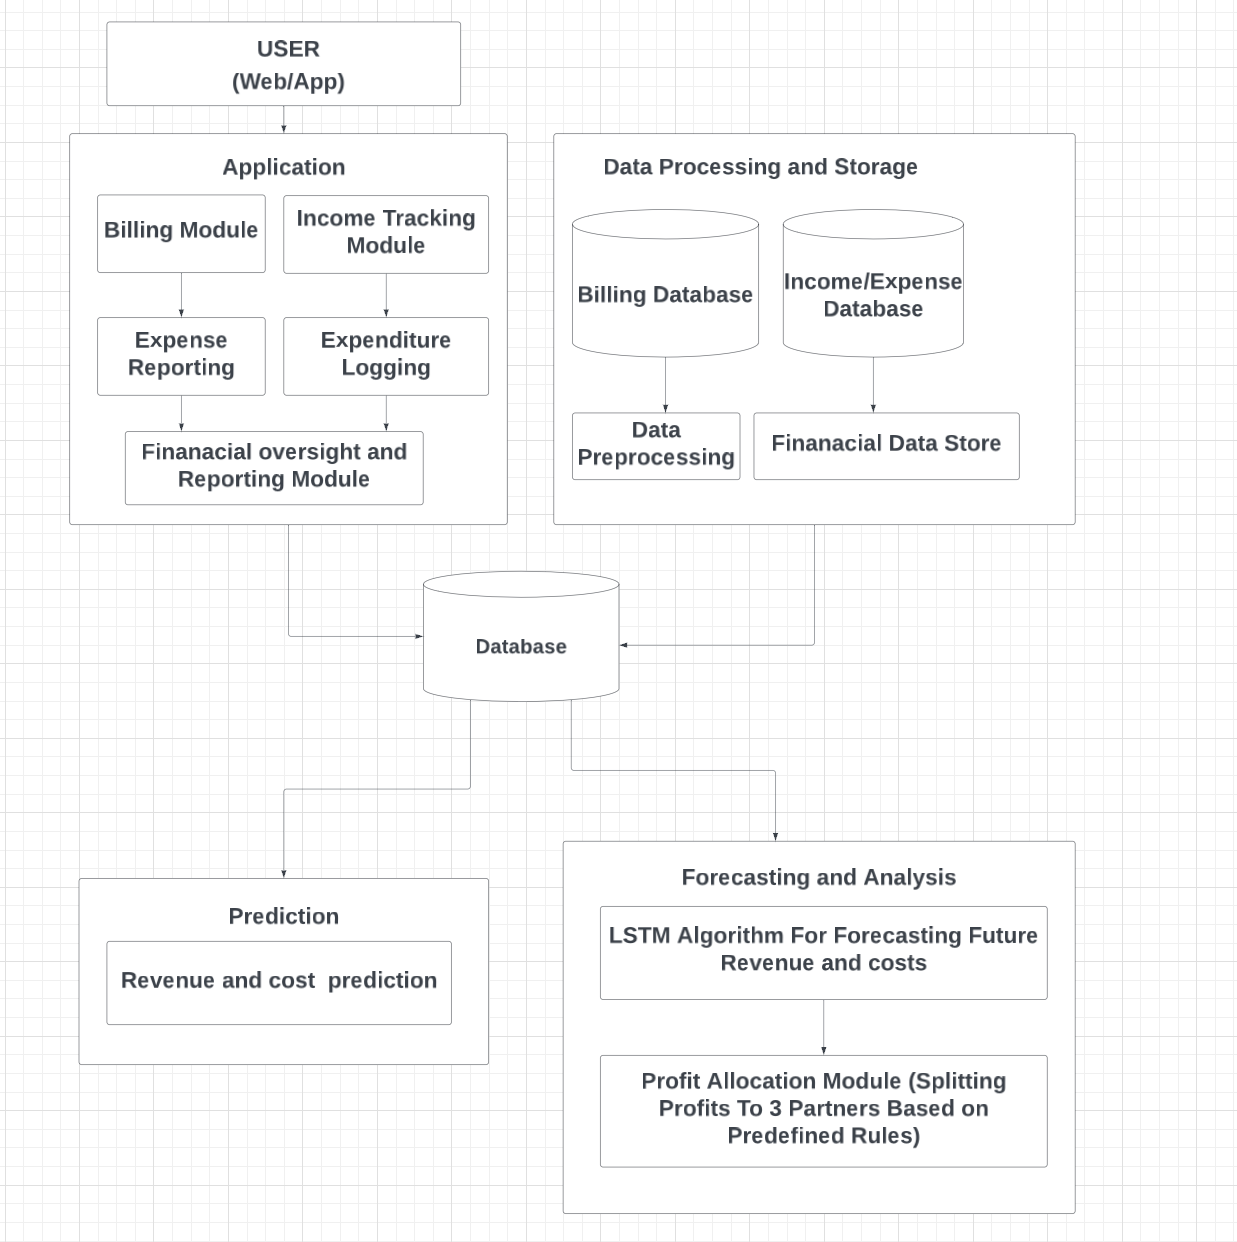 USER
(Web/App)
Application
Billing Module
Income Tracking
Module
Expense
Reporting
Expenditure
Logging
Finanacial oversight and
Reporting Module
Data Processing and Storage
Billing Database
Income/Expense
Database
Data
Preprocessing
Finanacial Data Store
Database
Prediction
Revenue and cost  prediction
Forecasting and Analysis
LSTM Algorithm For Forecasting Future
Revenue and costs
Profit Allocation Module (Splitting
Profits To 3 Partners Based on
Predefined Rules)